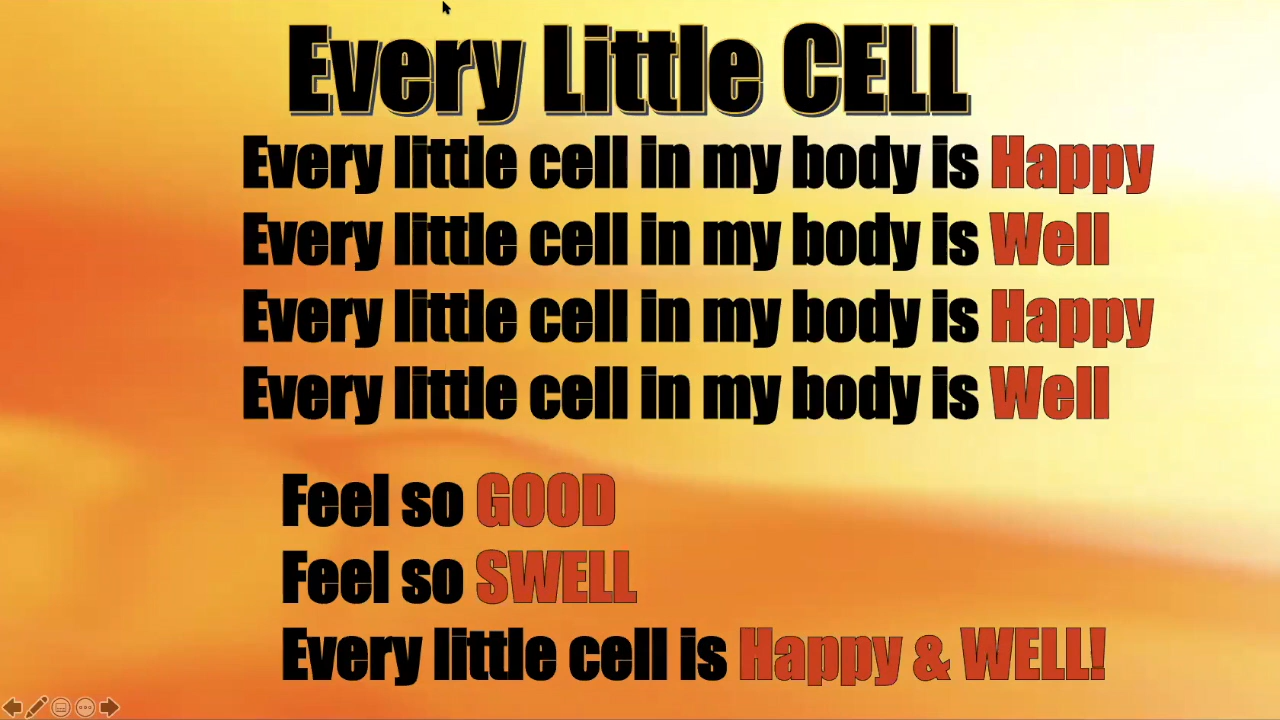 Every Little CELL
Every little cell in my body is Happy
Every little cell in my body is Well
Every little cell in my body is Happy
Every little cell in my body is Well
Feel so GOOD
Feel so SWELL
Every little cell is Happy & WELL!